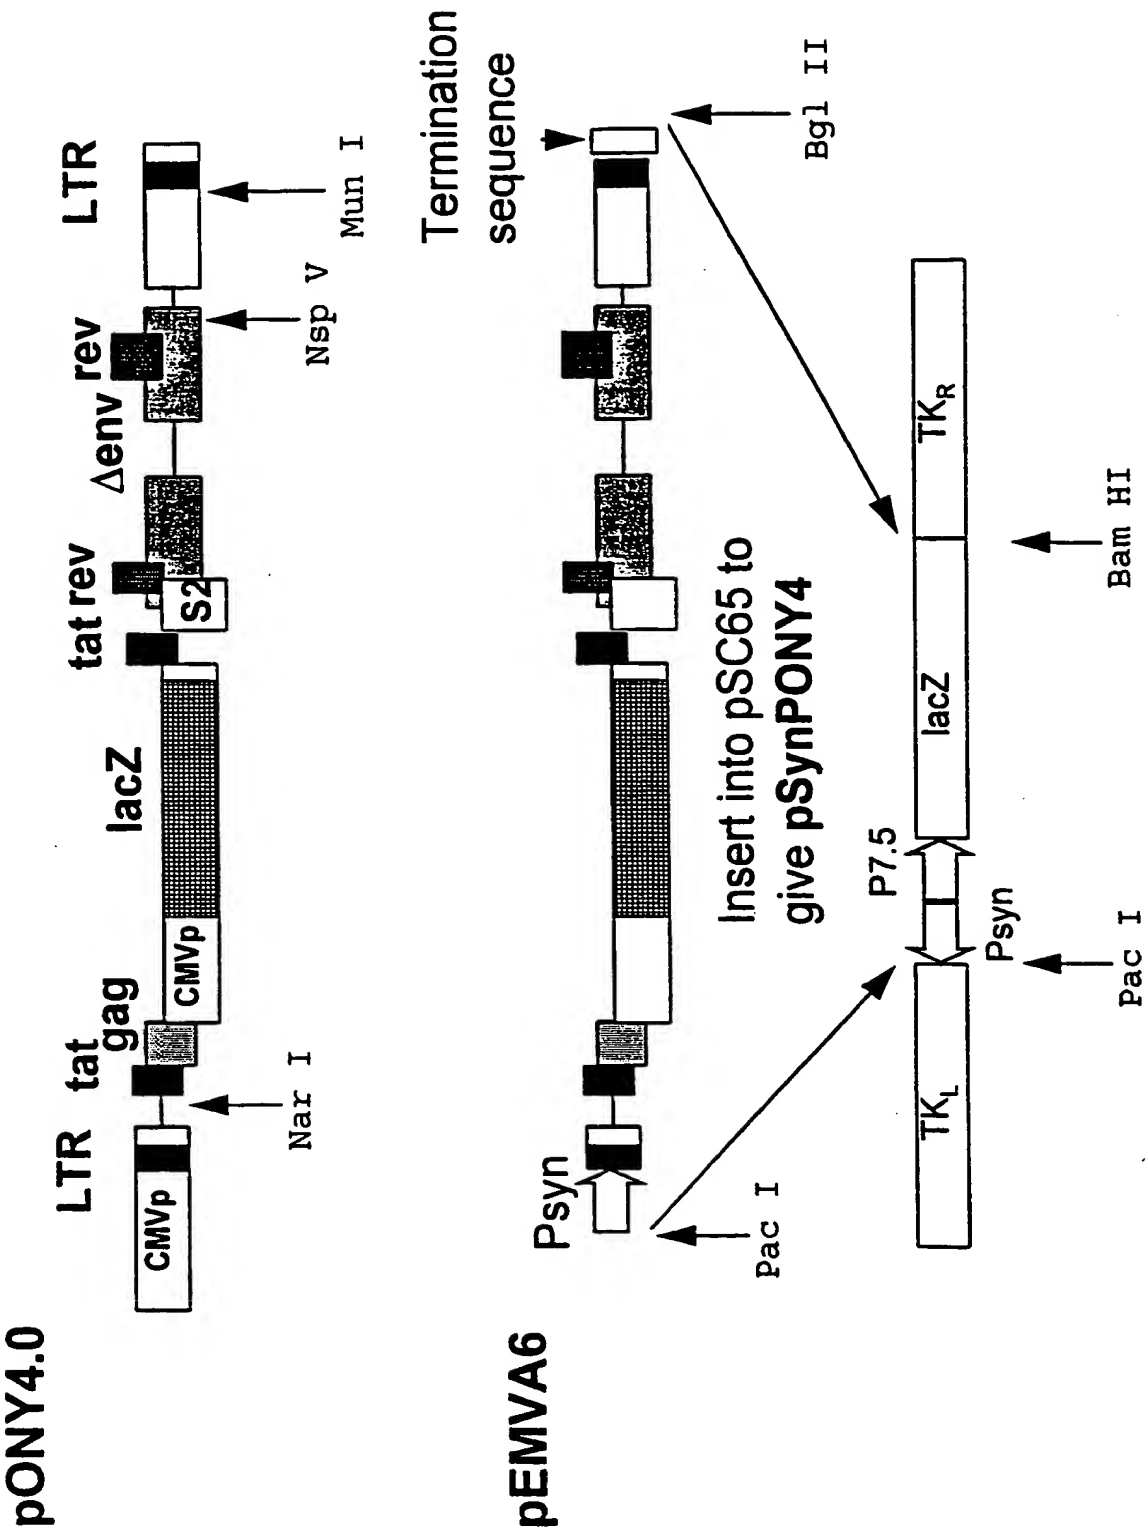 pONY4.0
LTR
tat
gag
lacZ
tat rev
Δenv
rev
LTR
CMVp
CMVp
S2
Nar I
Nsp V
Mun I
pEMVA6
Psyn
Termination
sequence
Pac I
Bgl II
Insert into pSC65 to
give pSynPONY4
P7.5
TKL
lacZ
TKR
Psyn
Pac I
Bam HI